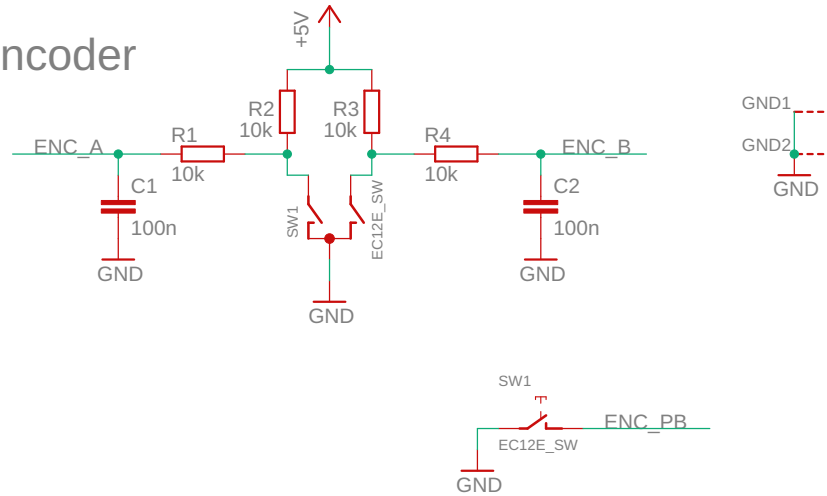 +5V
ncoder
GND1
R2
10k
R3
10k
ENC_A
R1
10k
R4
10k
ENC_B
GND2
C1
100n
SW1
EC12E_SW
C2
100n
GND
GND
GND
GND
SW1
ENC_PB
EC12E_SW
GND